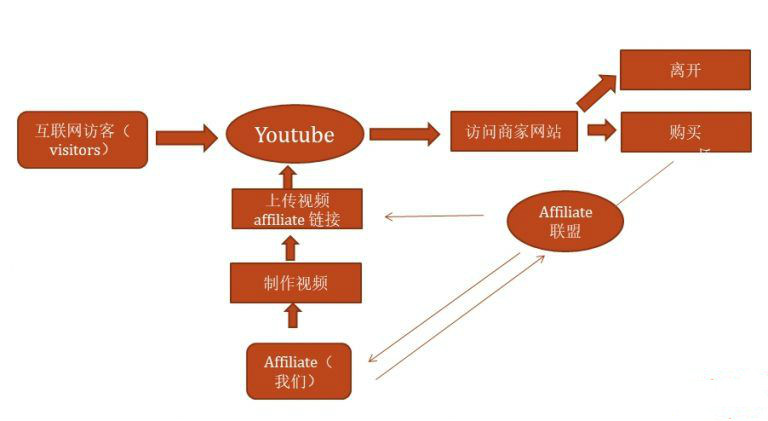 离开
互联网访客（
visitors）
Youtube
访问商家网站
购买
上传视频
affiliate 链接
Affiliate
联盟
制作视频
Affiliate（
我们）